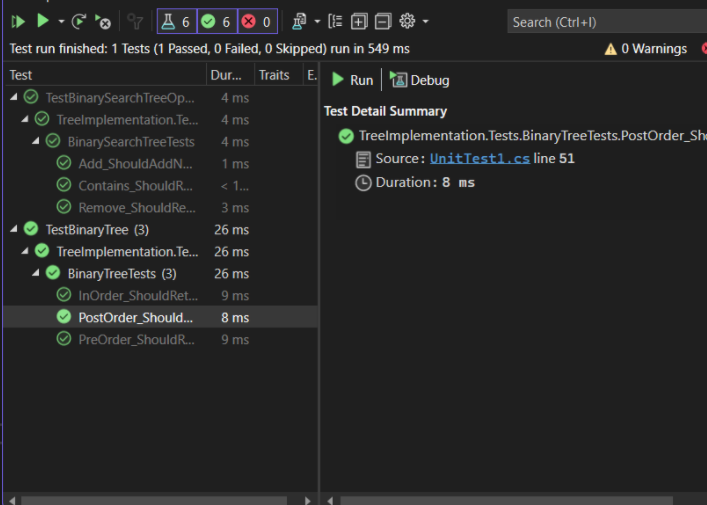 6 6 0 Search (Ctrl+I)
Test run finished: 1 Tests (1 Passed, 0 Failed, 0 Skipped) run in 549 ms 0 Warnings
Test Dur... Traits E.
TestBinarySearchTreeOp... 4 ms
TreeImplementation.Te... 4 ms
BinarySearchTreeTests 4 ms
Add_ShouldAddN... 1 ms
Contains_ShouldR... < 1...
Remove_ShouldRe... 3 ms
TestBinaryTree (3) 26 ms
TreeImplementation.Te... 26 ms
BinaryTreeTests (3) 26 ms
InOrder_ShouldRet... 9 ms
PostOrder_Should... 8 ms
PreOrder_ShouldR... 9 ms
Run Debug
Test Detail Summary
TreeImplementation.Tests.BinaryTreeTests.PostOrder_Sho
Source: UnitTest1.cs line 51
Duration: 8 ms